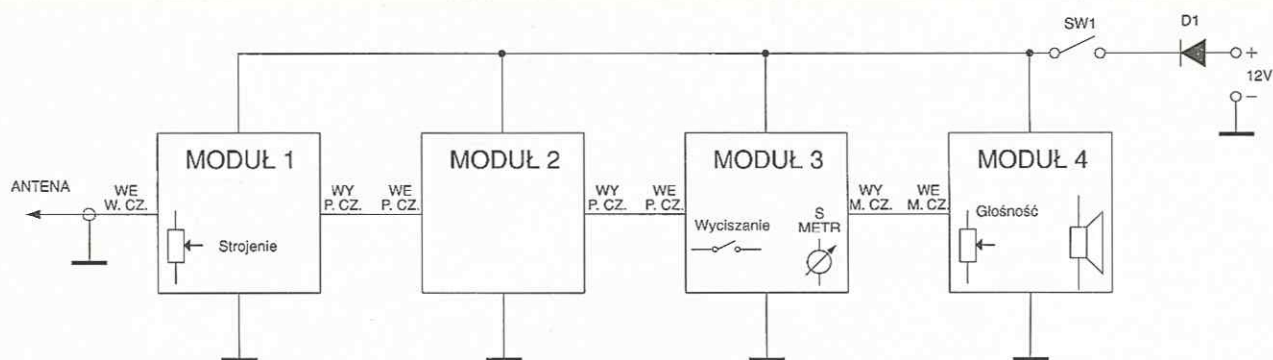 SW1
D1
+
12V
−
MODUŁ 1
MODUŁ 2
MODUŁ 3
MODUŁ 4
ANTENA
WE
W. CZ.
Strojenie
WY
P. CZ.
WE
P. CZ.
WY
P. CZ.
WE
P. CZ.
Wyciszanie
S
METR
WY
M. CZ.
WE
M. CZ.
Głośność